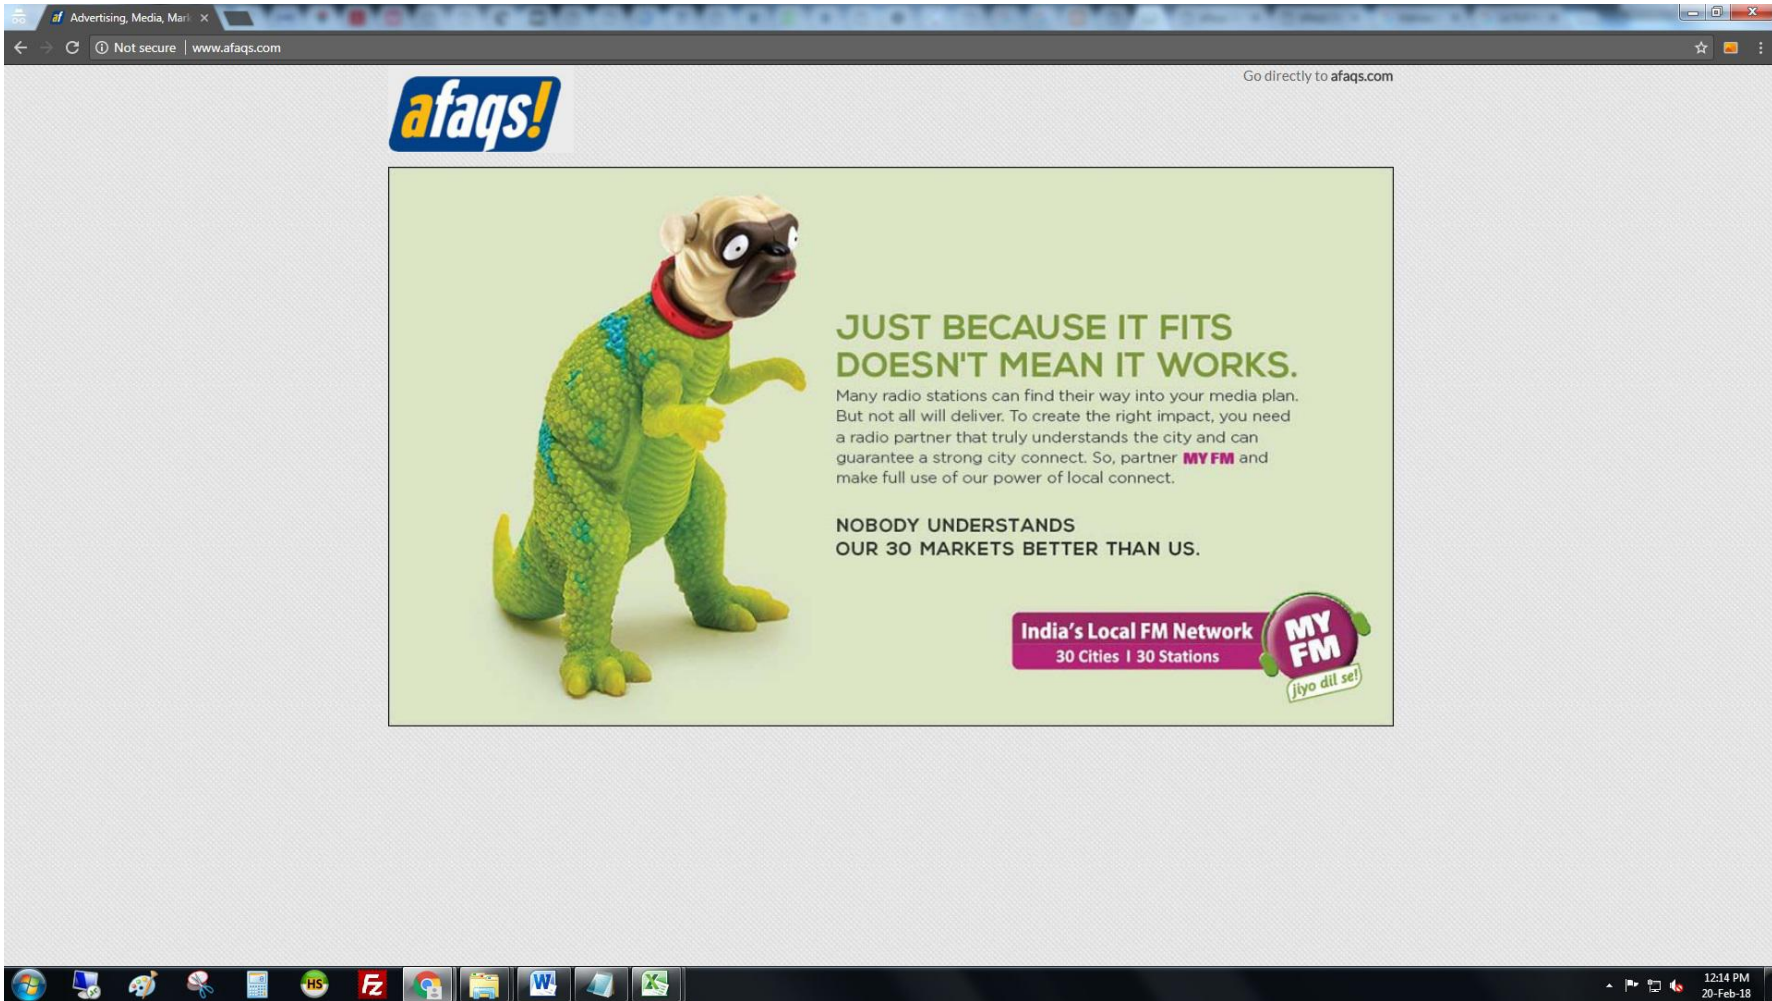 Advertising, Media, Mark
Not secure | www.afaqs.com
Go directly to afaqs.com
afaqs!
JUST BECAUSE IT FITS
DOESN'T MEAN IT WORKS.
Many radio stations can find their way into your media plan.
But not all will deliver. To create the right impact, you need
a radio partner that truly understands the city and can
guarantee a strong city connect. So, partner MY FM and
make full use of our power of local connect.
NOBODY UNDERSTANDS
OUR 30 MARKETS BETTER THAN US.
India's Local FM Network
30 Cities I 30 Stations
MY
FM
jiyo dil se!
HS
Fz
12:14 PM
20-Feb-18